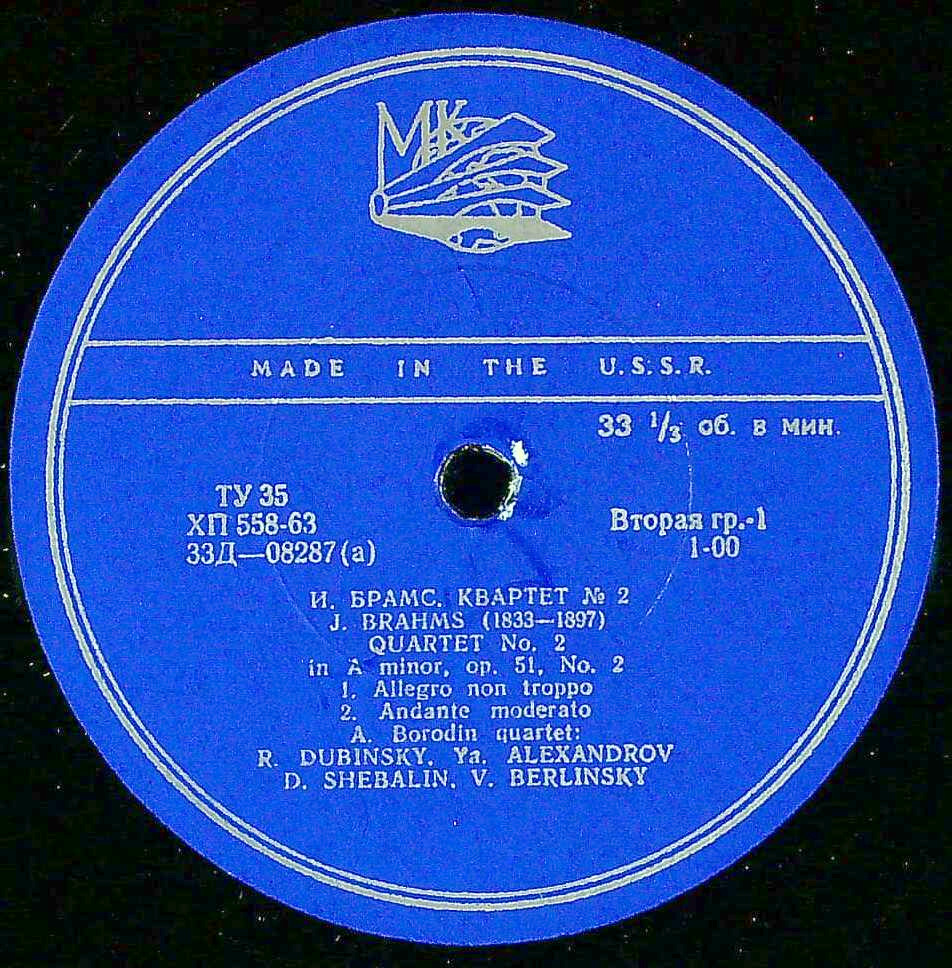 МК
MADE IN THE U.S.S.R.
33 1/3 об. в мин.
ТУ 35
ХП 558-63
33Д—08287(а)
Вторая гр.-1
1-00
И. БРАМС. КВАРТЕТ № 2
J. BRAHMS (1833—1897)
QUARTET No. 2
in A minor, op. 51, No. 2
1. Allegro non troppo
2. Andante moderato
A. Borodin quartet:
R. DUBINSKY, Ya. ALEXANDROV
D. SHEBALIN, V. BERLINSKY